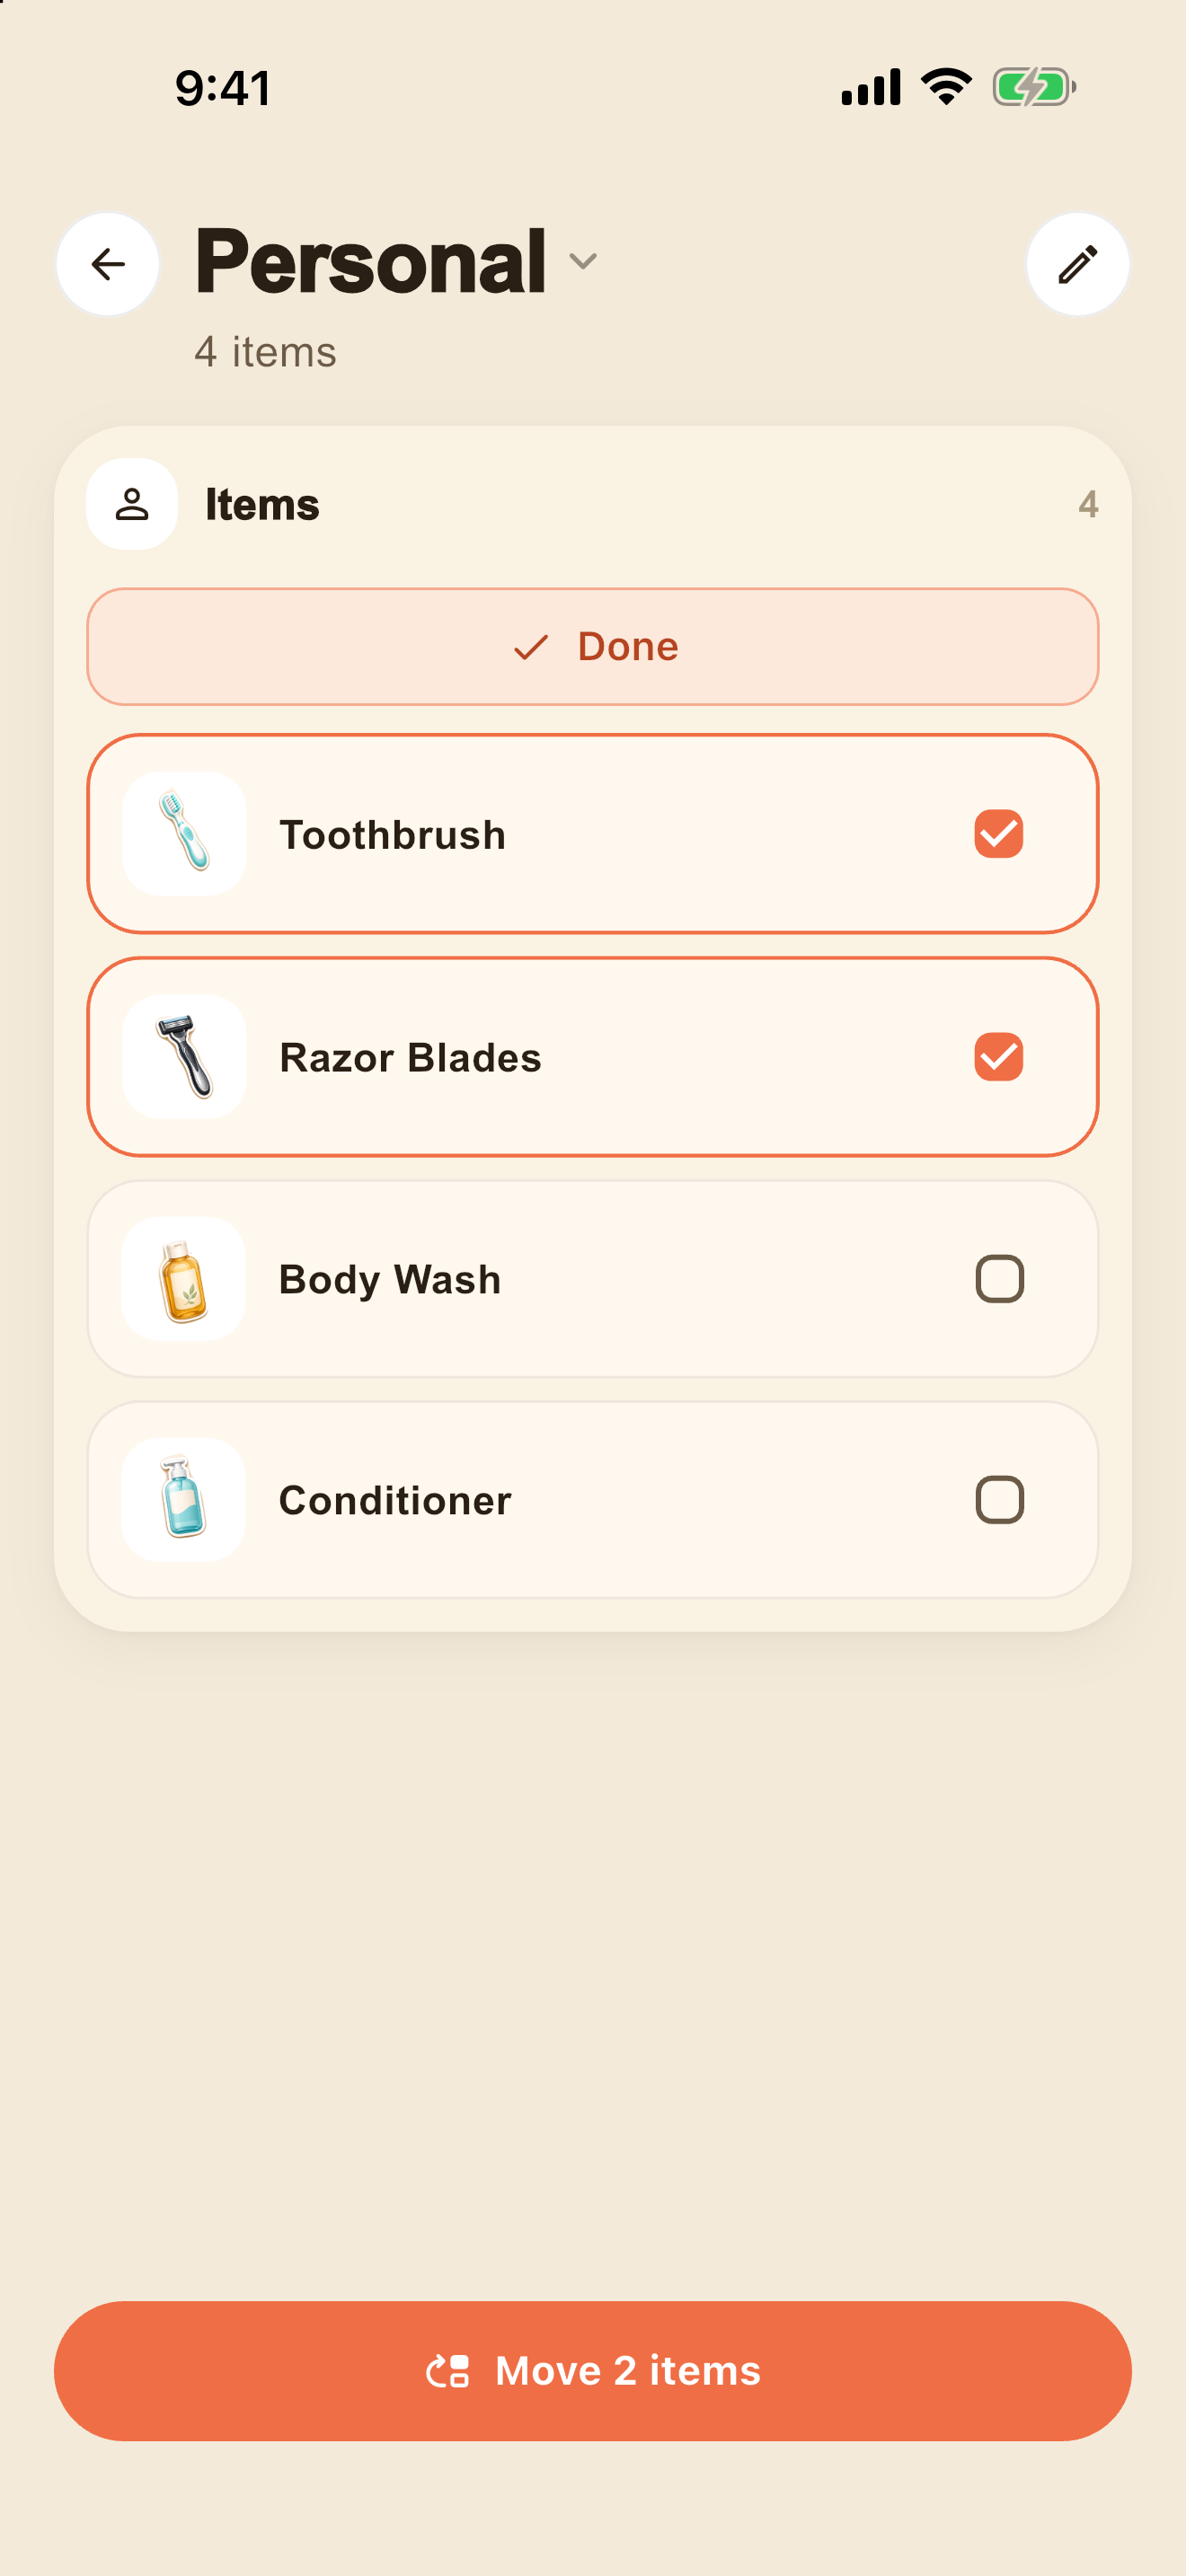 9:41
Personal
4 items
Items 4
Done
Toothbrush
Razor Blades
Body Wash
Conditioner
Move 2 items